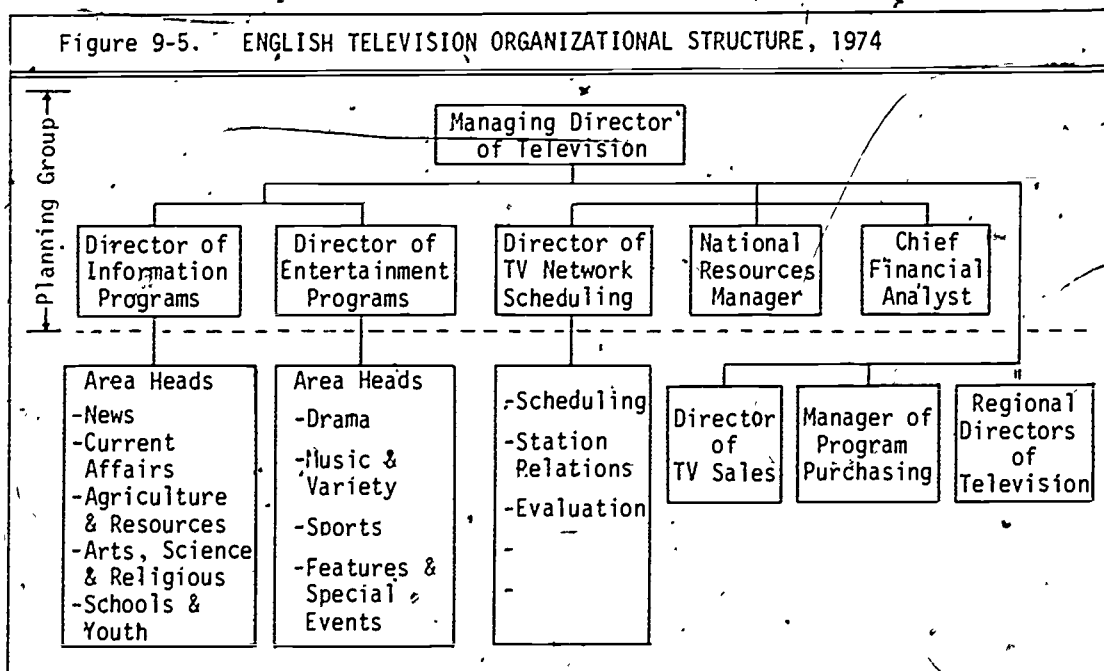 Figure 9-5. ENGLISH TELEVISION ORGANIZATIONAL STRUCTURE, 1974
Planning Group
Managing Director
of Television
Director of
Information
Programs
Director of
Entertainment
Programs
Director of
TV Network
Scheduling
National
Resources
Manager
Chief
Financial
Analyst
Area Heads
-News
-Current
Affairs
-Agriculture
& Resources
-Arts, Science
& Religious
-Schools &
Youth
Area Heads
-Drama
-Music &
Variety
-Sports
-Features &
Special
Events
-Scheduling
-Station
Relations
-Evaluation
-
-
Director
of
TV Sales
Manager of
Program
Purchasing
Regional
Directors
of
Television